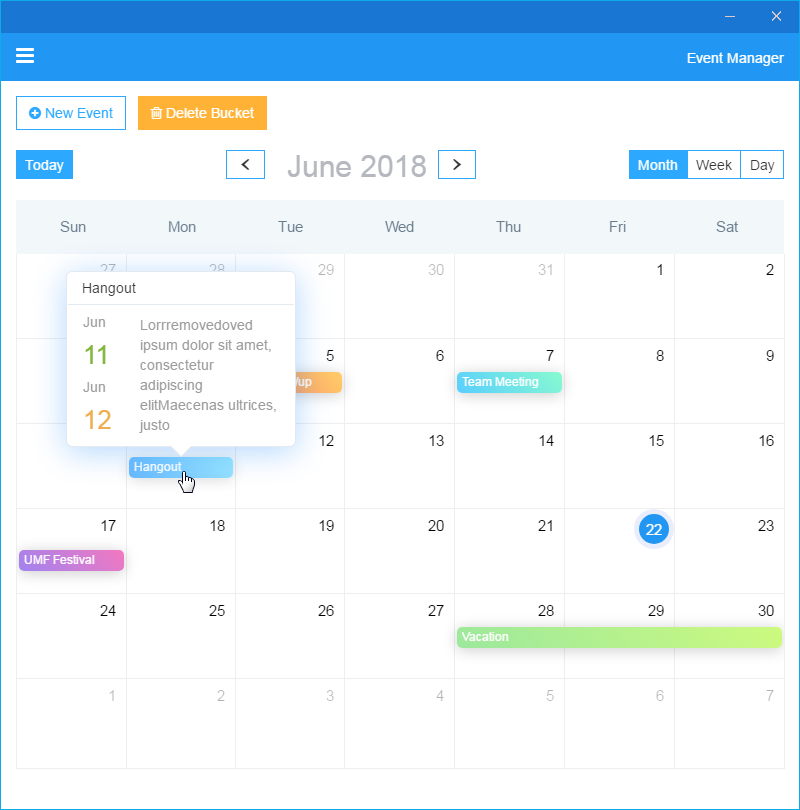 Event Manager
New Event
Delete Bucket
Today
June 2018
Month Week Day
Sun Mon Tue Wed Thu Fri Sat
27 28 29 30 31 1 2
Hangout
Jun
11
Jun
12
Lorrremovedoved
ipsum dolor sit amet,
consectetur
adipiscing
elitMaecenas ultrices,
justo
5 6 7 8 9
Team Meeting
12 13 14 15 16
Hangout
17 18 19 20 21 22 23
UMF Festival
24 25 26 27 28 29 30
Vacation
1 2 3 4 5 6 7